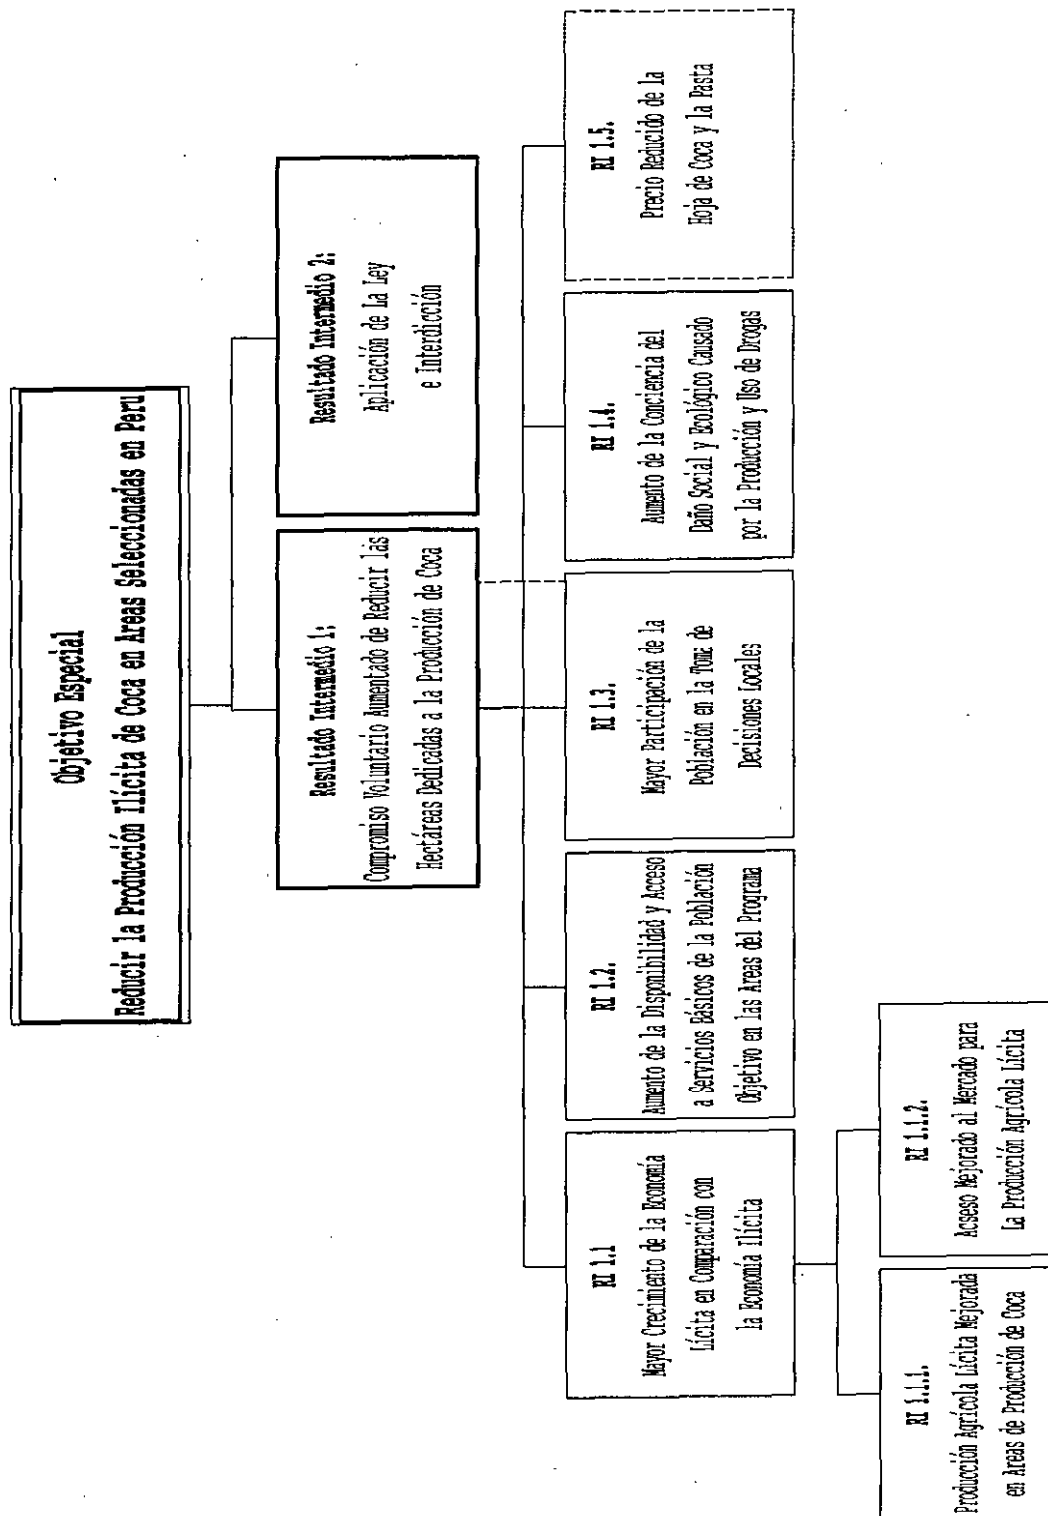 Objetivo Especial
Reducir la Producción Ilícita de Coca en Areas Seleccionadas en Peru
Resultado Intermedio 1:
Compromiso Voluntario Aumentado de Reducir las
Hectáreas Dedicadas a la Producción de Coca
Resultado Intermedio 2:
Aplicación de La Ley
e Interdicción
RI 1.1
Mayor Crecimiento de la Economía
Lícita en Comparación con
la Economía Ilícita
RI 1.2.
Aumento de la Disponibilidad y Acceso
a Servicios Básicos de la Población
Objetivo en las Areas del Programa
RI 1.3.
Mayor Participación de la
Población en la Toma de
Decisiones Locales
RI 1.4.
Aumento de la Conciencia del
Daño Social y Ecológico Causado
por la Producción y Uso de Drogas
RI 1.5.
Precio Reducido de la
Hoja de Coca y la Pasta
RI 1.1.1.
Producción Agrícola Lícita Mejorada
en Areas de Producción de Coca
RI 1.1.2.
Acseso Mejorado al Mercado para
La Producción Agrícola Lícita